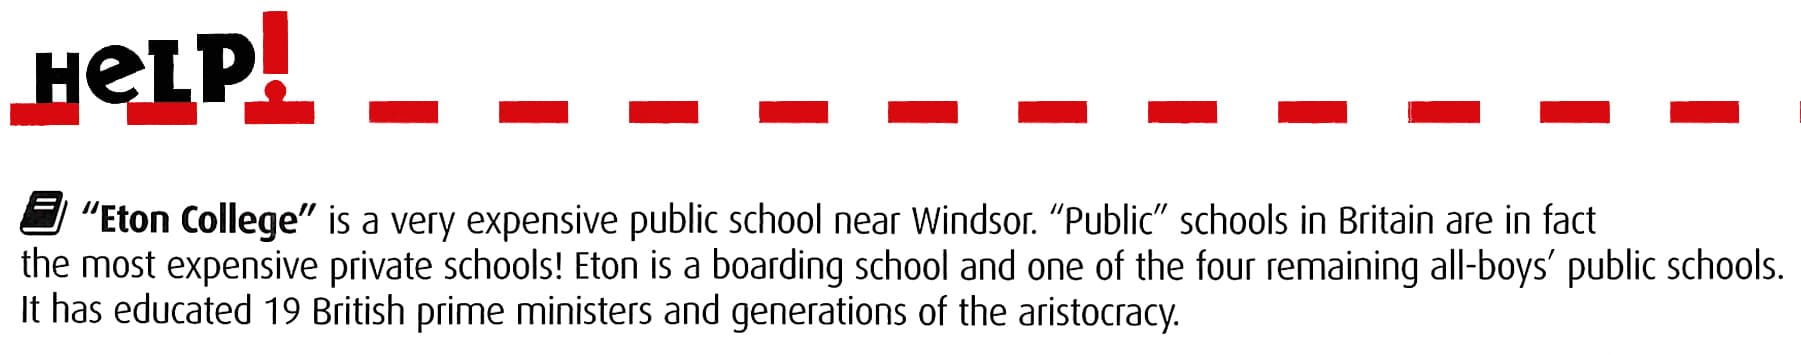 HeLP!
“Eton College” is a very expensive public school near Windsor. “Public” schools in Britain are in fact
the most expensive private schools! Eton is a boarding school and one of the four remaining all-boys’ public schools.
It has educated 19 British prime ministers and generations of the aristocracy.